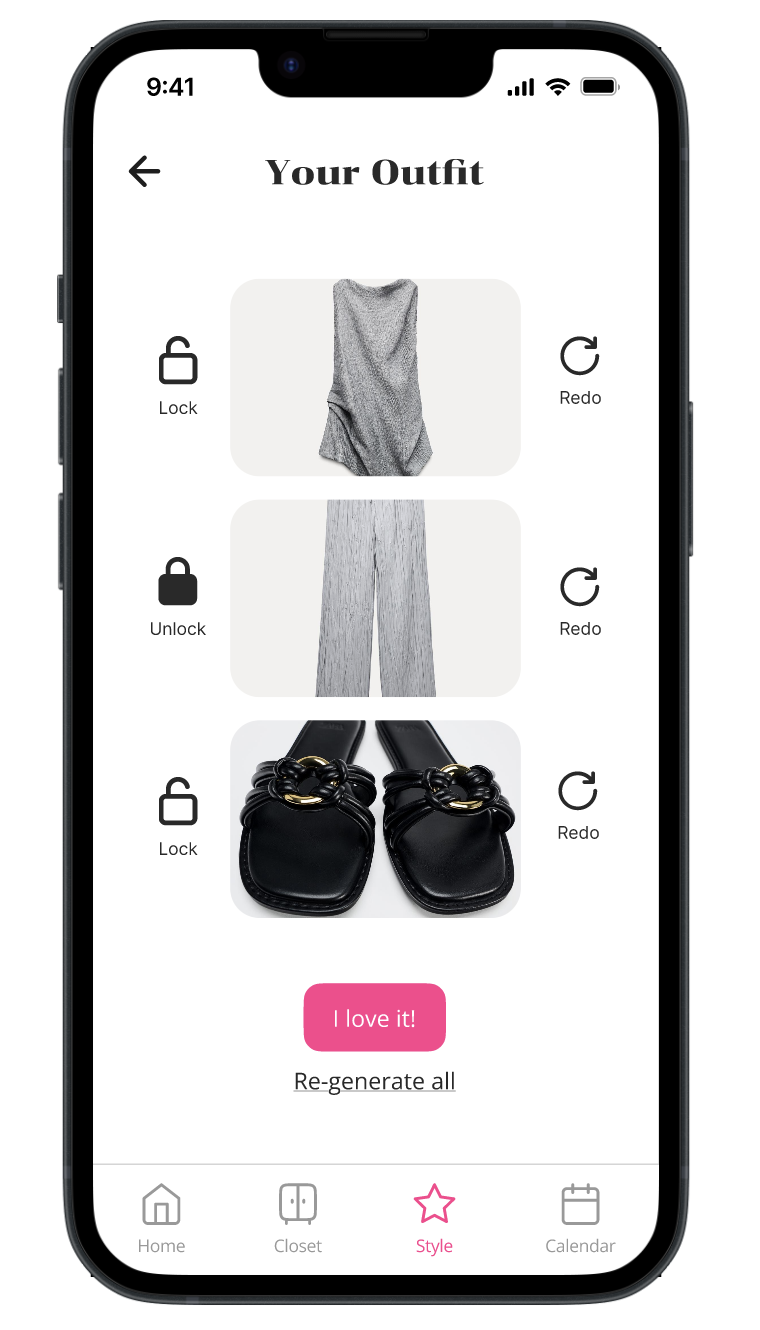 9:41
Your Outfit
Lock
Redo
Unlock
Redo
Lock
Redo
I love it!
Re-generate all
Home
Closet
Style
Calendar